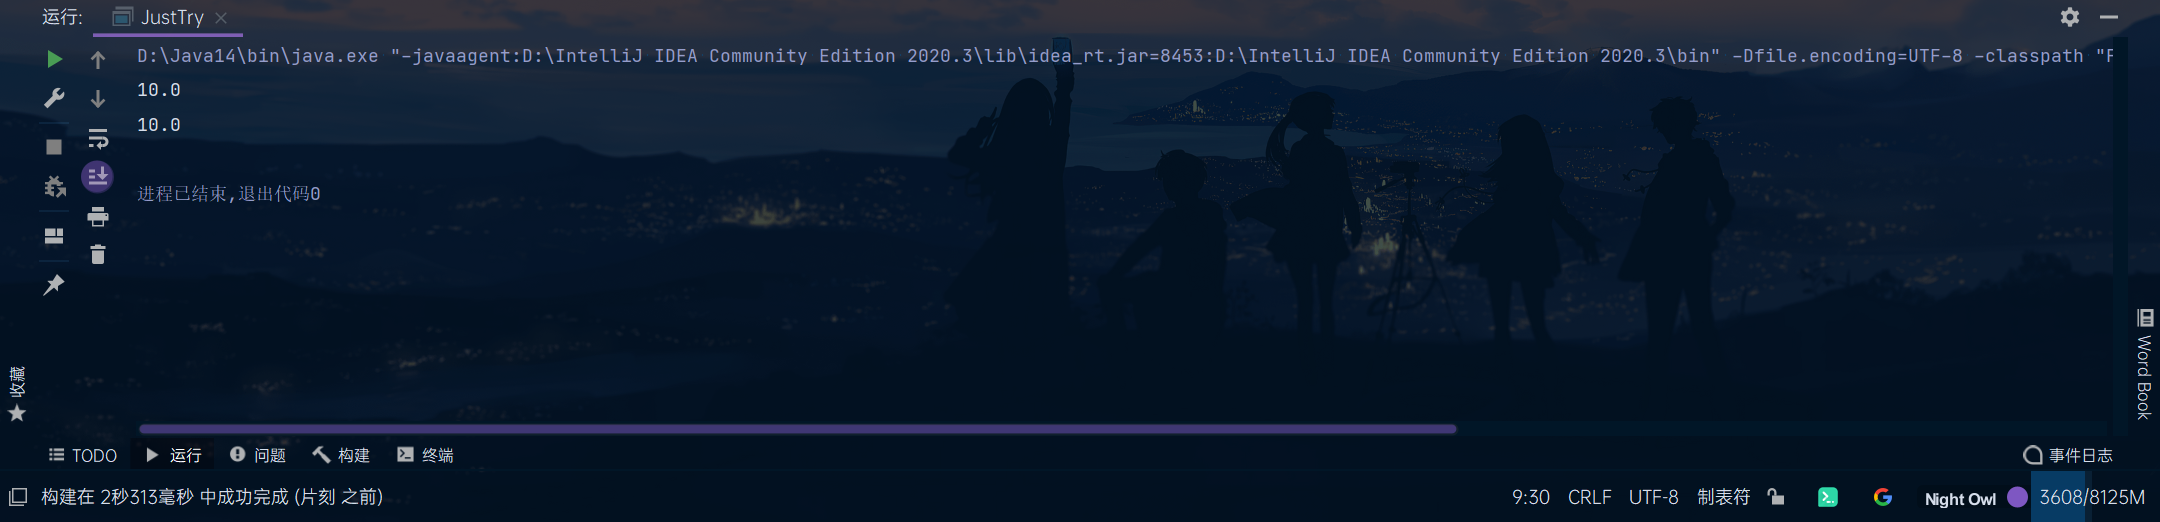 运行: JustTry
D:\Java14\bin\java.exe "-javaagent:D:\IntelliJ IDEA Community Edition 2020.3\lib\idea_rt.jar=8453:D:\IntelliJ IDEA Community Edition 2020.3\bin" -Dfile.encoding=UTF-8 -classpath "F
10.0
10.0
进程已结束,退出代码0
收藏
Word Book
TODO 运行 问题 构建 终端 事件日志
构建在 2秒313毫秒 中成功完成 (片刻 之前) 9:30 CRLF UTF-8 制表符 Night Owl 3608/8125M